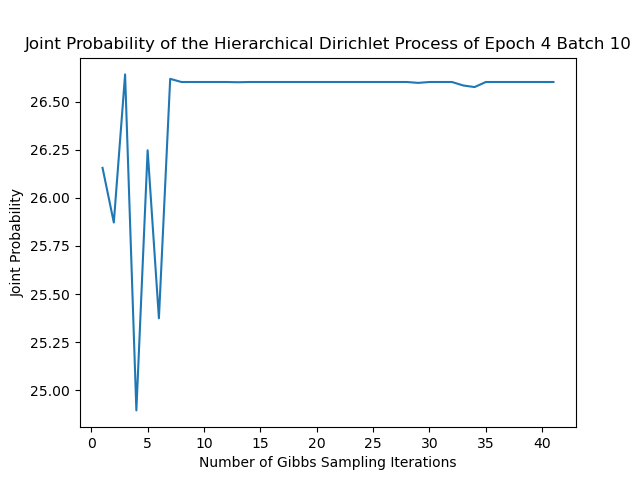 Joint Probability of the Hierarchical Dirichlet Process of Epoch 4 Batch 10
26.50
26.25
26.00
25.75
25.50
25.25
25.00
Joint Probability
0 5 10 15 20 25 30 35 40
Number of Gibbs Sampling Iterations